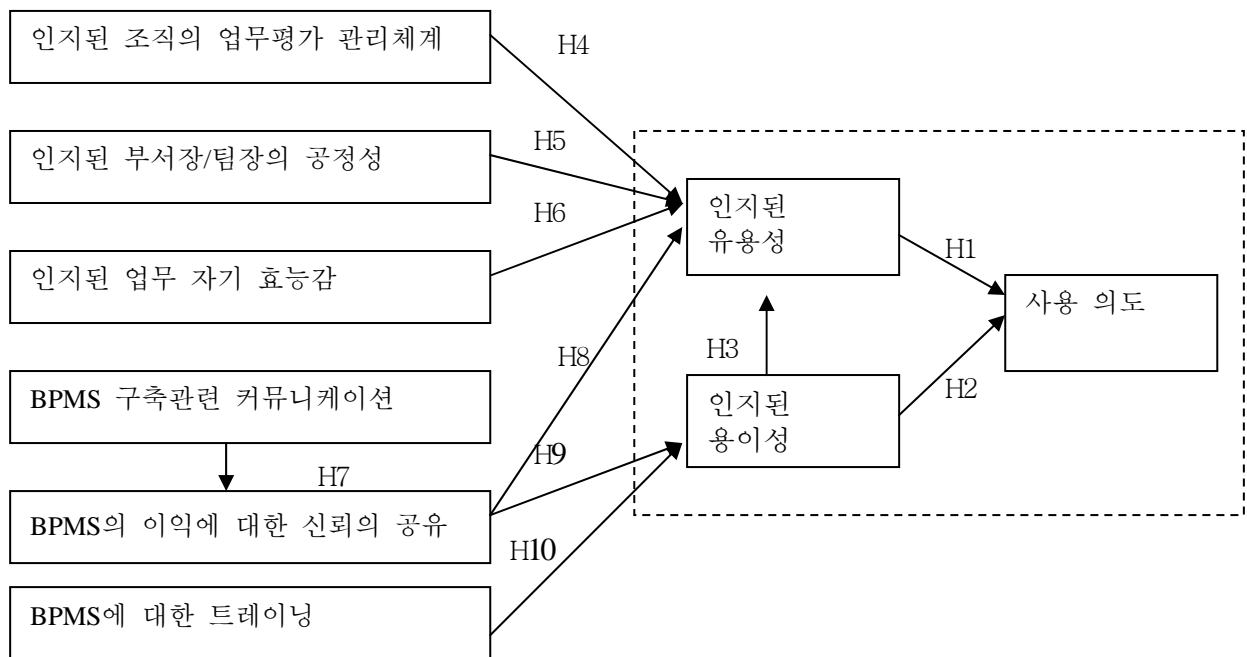 인지된 조직의 업무평가 관리체계
H4
인지된 부서장/팀장의 공정성
H5
인지된
유용성
H6
인지된 업무 자기 효능감
H1
사용 의도
H8
H3
BPMS 구축관련 커뮤니케이션
인지된
용이성
H2
H9
H7
BPMS의 이익에 대한 신뢰의 공유
H10
BPMS에 대한 트레이닝